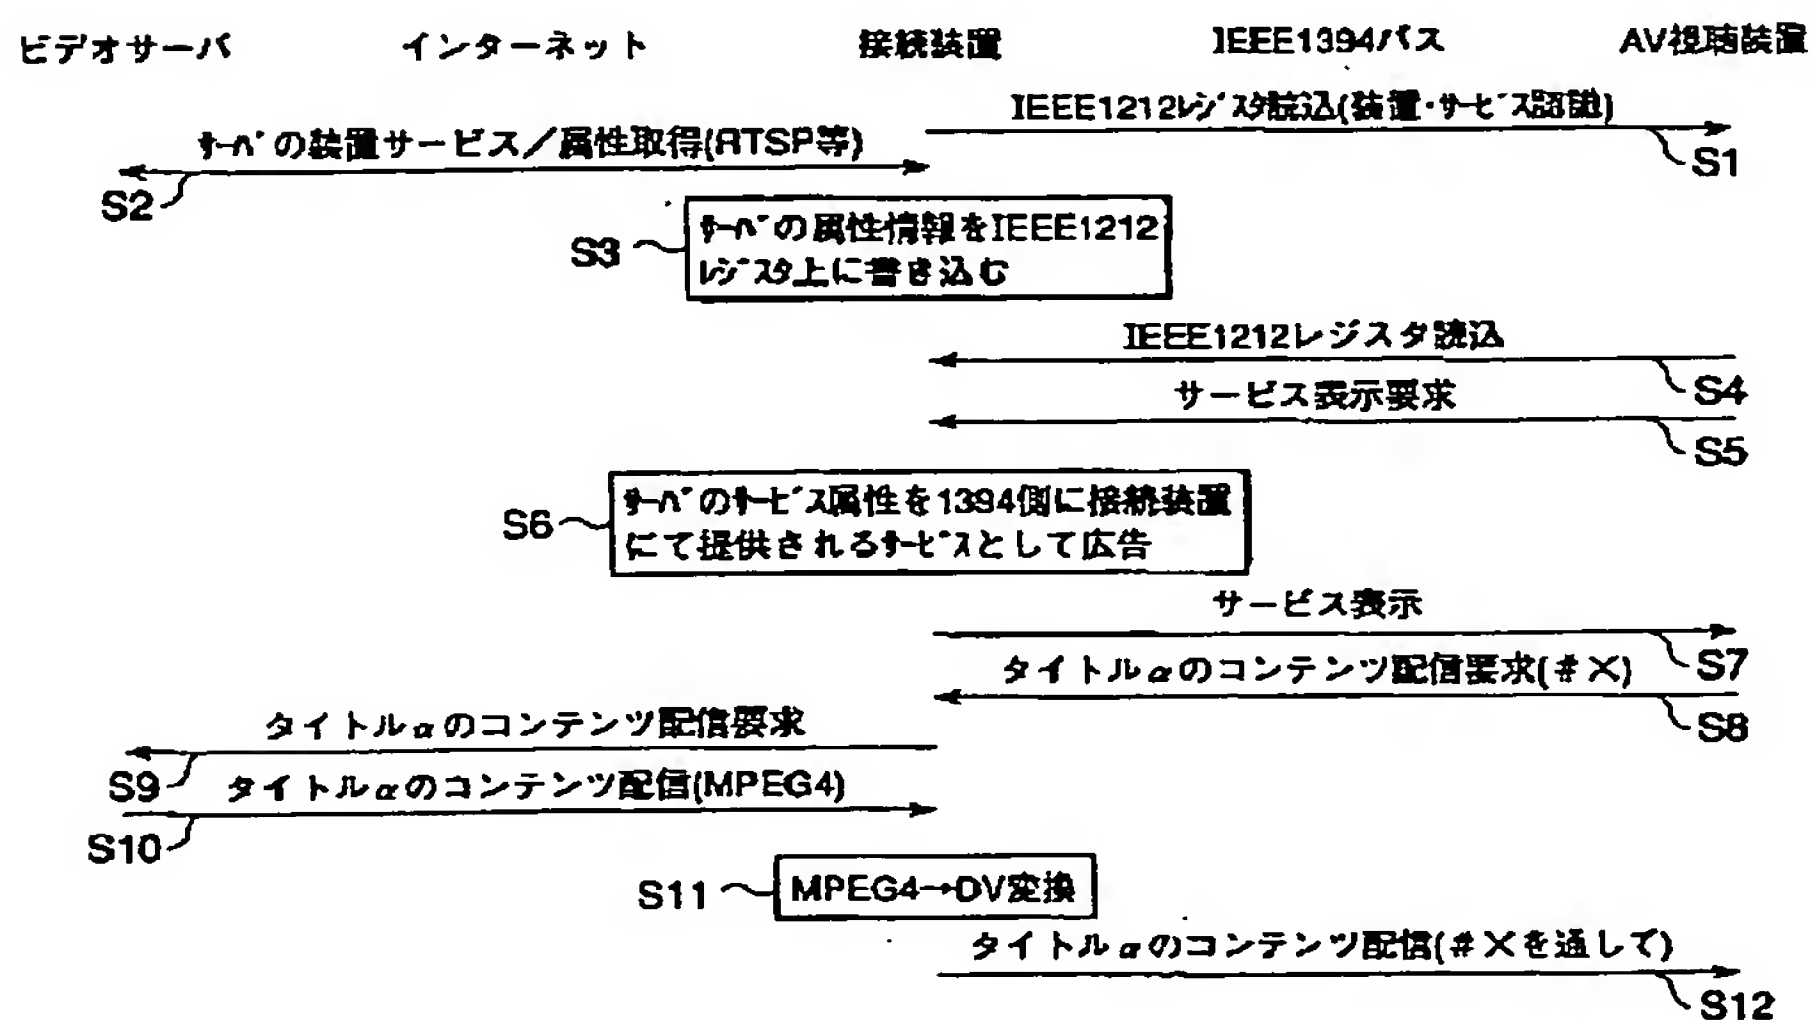 ビデオサーバ
インターネット
接続装置
IEEE1394バス
AV視聴装置
IEEE1212ﾚｼﾞｽﾀ読込(装置・ｻｰﾋﾞｽ認識)
S1
ｻｰﾊﾞの装置サービス/属性取得(RTSP等)
S2
S3
ｻｰﾊﾞの属性情報をIEEE1212
ﾚｼﾞｽﾀ上に書き込む
IEEE1212レジスタ読込
S4
サービス表示要求
S5
S6
ｻｰﾊﾞのｻｰﾋﾞｽ属性を1394側に接続装置
にて提供されるｻｰﾋﾞｽとして広告
サービス表示
S7
タイトルαのコンテンツ配信要求(#X)
S8
タイトルαのコンテンツ配信要求
S9
タイトルαのコンテンツ配信(MPEG4)
S10
S11
MPEG4→DV変換
タイトルαのコンテンツ配信(#Xを通して)
S12